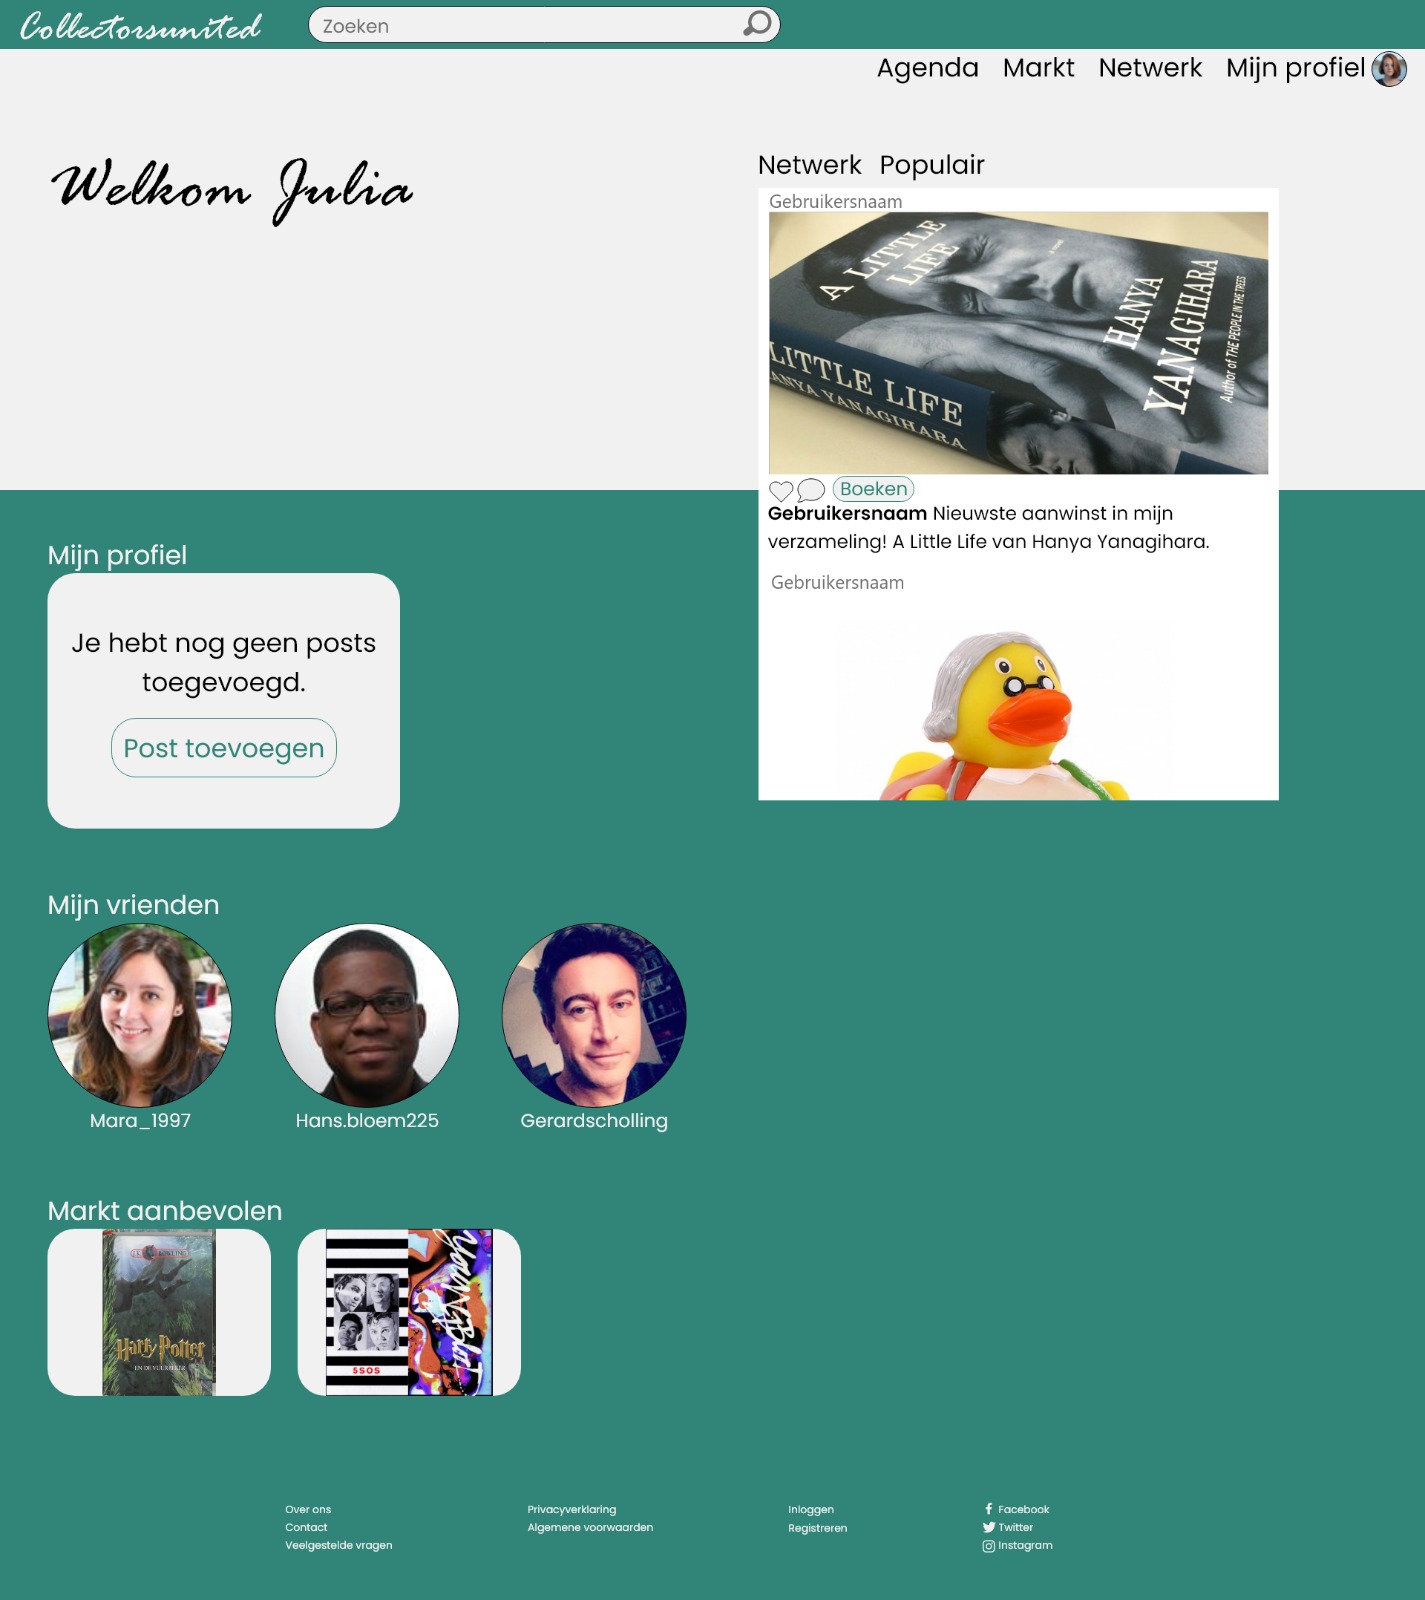 Collectorsunited
Zoeken
Agenda Markt Netwerk Mijn profiel
Welkom Julia
Netwerk Populair
Gebruikersnaam
A LITTLE
LIFE
a novel
HANYA
YANAGIHARA
Author of THE PEOPLE IN THE TREES
LITTLE LIFE
ANYA YANAGIHARA
Boeken
Gebruikersnaam Nieuwste aanwinst in mijn
verzameling! A Little Life van Hanya Yanagihara.
Gebruikersnaam
Mijn profiel
Je hebt nog geen posts
toegevoegd.
Post toevoegen
Mijn vrienden
Mara_1997
Hans.bloem225
Gerardscholling
Markt aanbevolen
J.K. ROWLING
Harry Potter
EN DE VUURBEKER
5SOS
Over ons
Contact
Veelgestelde vragen
Privacyverklaring
Algemene voorwaarden
Inloggen
Registreren
Facebook
Twitter
Instagram